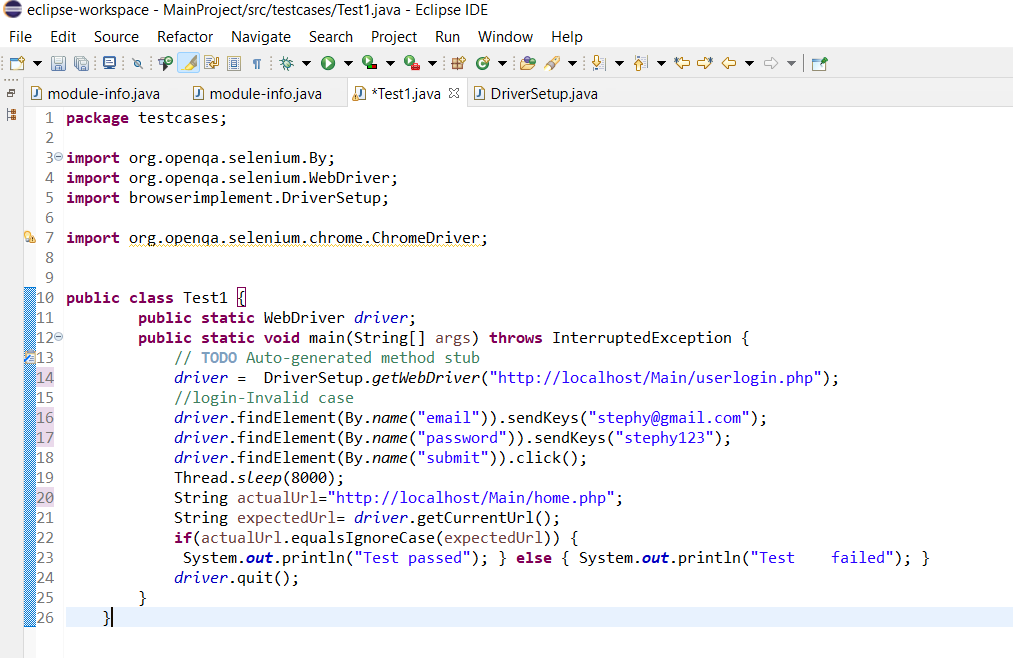 eclipse-workspace - MainProject/src/testcases/Test1.java - Eclipse IDE
File Edit Source Refactor Navigate Search Project Run Window Help
module-info.java module-info.java *Test1.java DriverSetup.java
1 package testcases;
2
3 import org.openqa.selenium.By;
4 import org.openqa.selenium.WebDriver;
5 import browserimplement.DriverSetup;
6
7 import org.openqa.selenium.chrome.ChromeDriver;
8
9
10 public class Test1 {
11 public static WebDriver driver;
12 public static void main(String[] args) throws InterruptedException {
13 // TODO Auto-generated method stub
14 driver =  DriverSetup.getWebDriver("http://localhost/Main/userlogin.php");
15 //login-Invalid case
16 driver.findElement(By.name("email")).sendKeys("stephy@gmail.com");
17 driver.findElement(By.name("password")).sendKeys("stephy123");
18 driver.findElement(By.name("submit")).click();
19 Thread.sleep(8000);
20 String actualUrl="http://localhost/Main/home.php";
21 String expectedUrl= driver.getCurrentUrl();
22 if(actualUrl.equalsIgnoreCase(expectedUrl)) {
23 System.out.println("Test passed"); } else { System.out.println("Test    failed"); }
24 driver.quit();
25 }
26 }